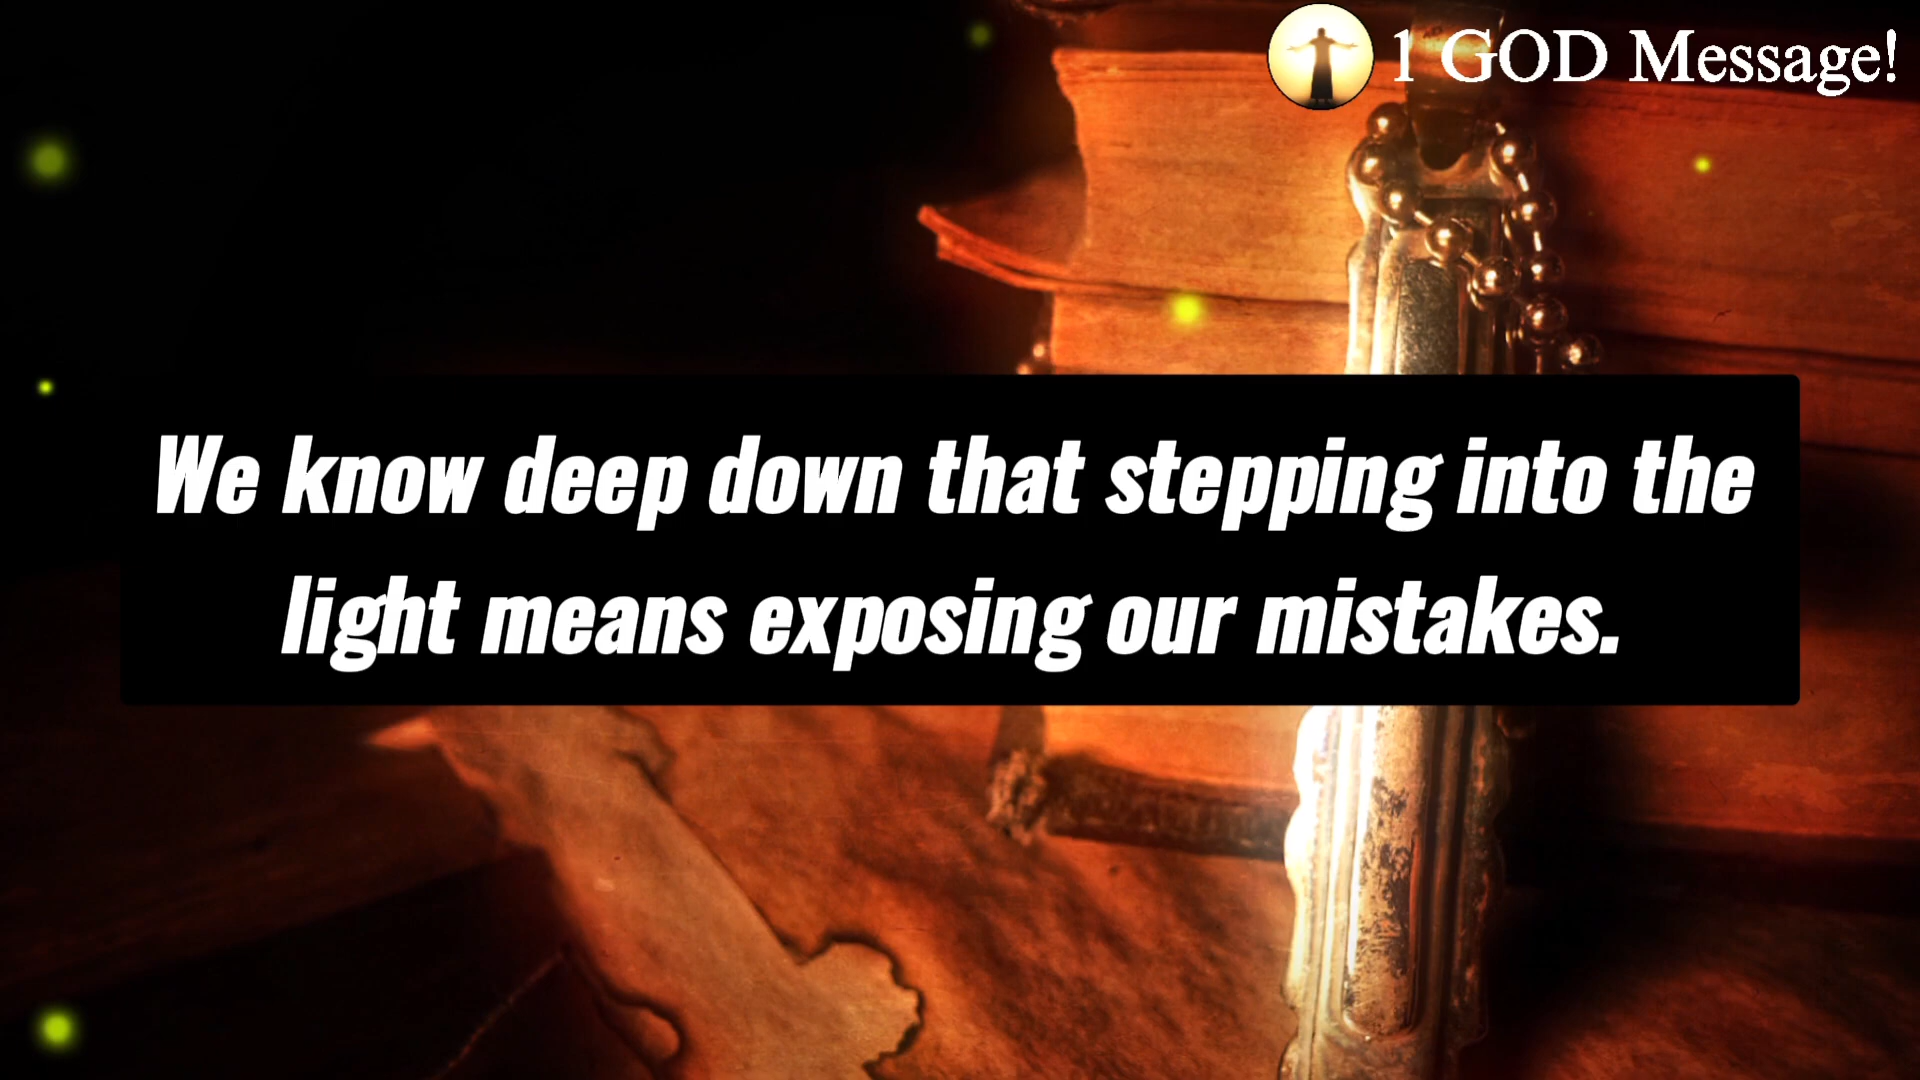 1 GOD Message!
We know deep down that stepping into the
light means exposing our mistakes.